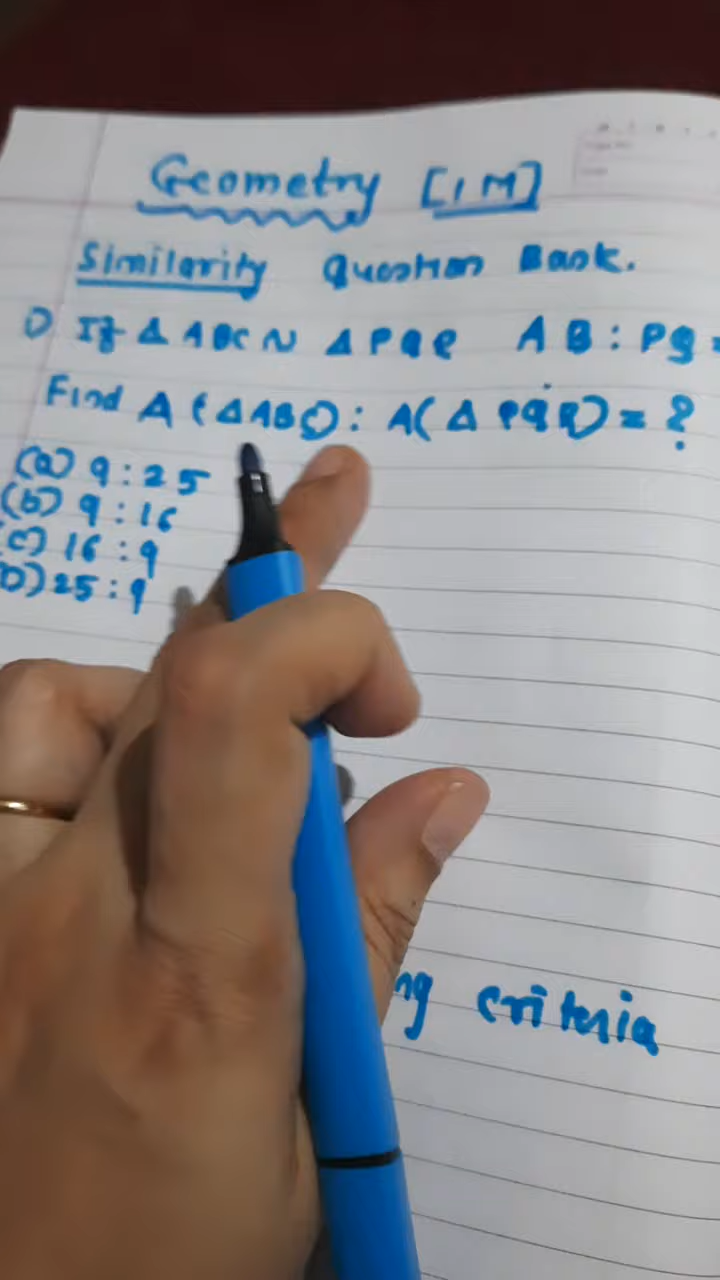 Geometry [1M]
Similarity Question Bank.
1) If Δ ABC ~ Δ PQR AB : PQ =
Find A (Δ ABC) : A( Δ PQR) = ?
(a) 9 : 25
(b) 9 : 16
(c) 16 : 9
(D) 25 : 9
ng criteria